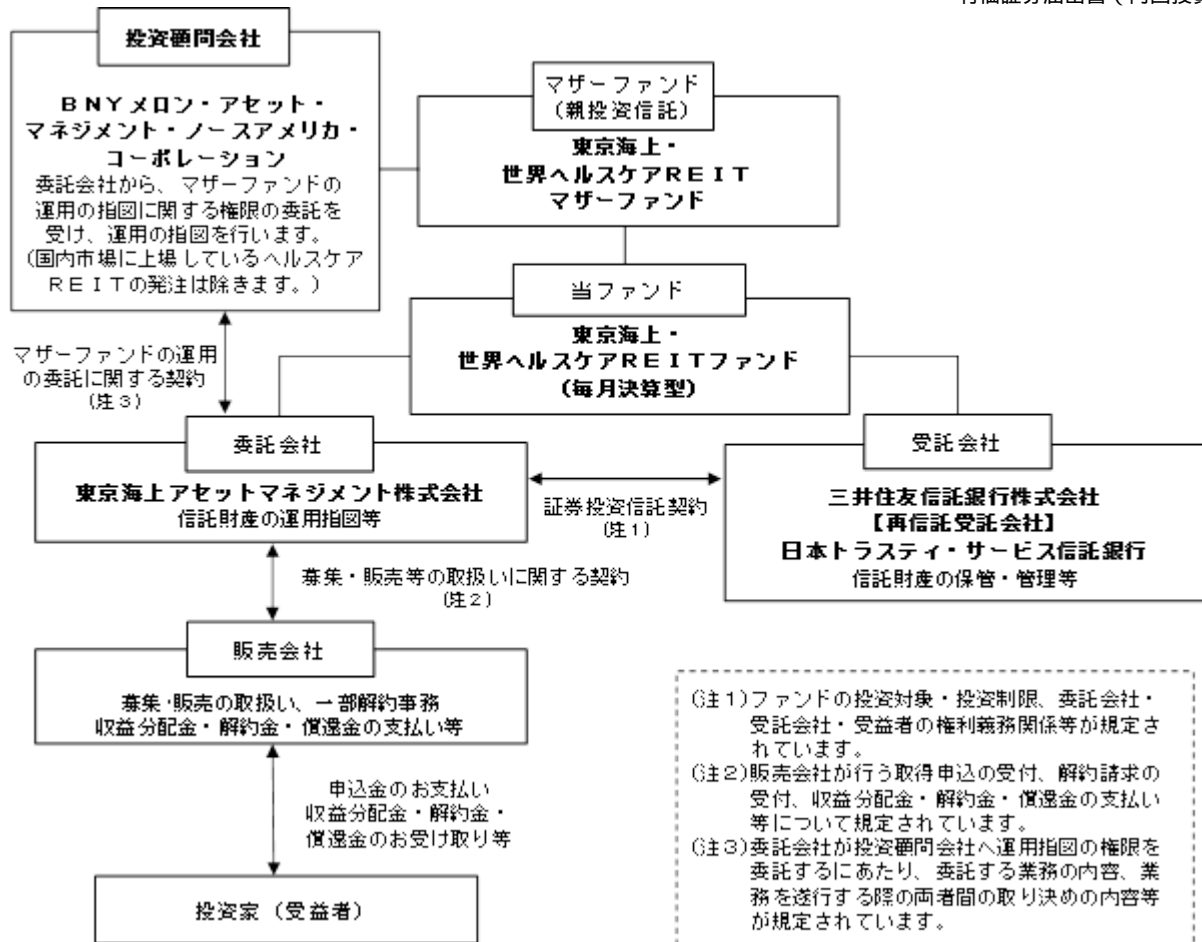 投資顧問会社
ＢＮＹメロン・アセット・
マネジメント・ノースアメリカ・
コーポレーション
委託会社から、マザーファンドの
運用の指図に関する権限の委託を
受け、運用の指図を行います。
（国内市場に上場しているヘルスケア
ＲＥＩＴの発注は除きます。）
マザーファンド
（親投資信託）
東京海上・
世界ヘルスケアＲＥＩＴ
マザーファンド
当ファンド
東京海上・
世界ヘルスケアＲＥＩＴファンド
（毎月決算型）
マザーファンドの運用
の委託に関する契約
（注３）
委託会社
東京海上アセットマネジメント株式会社
信託財産の運用指図等
証券投資信託契約
（注１）
受託会社
三井住友信託銀行株式会社
【再信託受託会社】
日本トラスティ・サービス信託銀行
信託財産の保管・管理等
募集・販売等の取扱いに関する契約
（注２）
販売会社
募集・販売の取扱い、一部解約事務
収益分配金・解約金・償還金の支払い等
申込金のお支払い
収益分配金・解約金・
償還金のお受け取り等
投資家（受益者）
（注１）ファンドの投資対象・投資制限、委託会社・
受託会社・受益者の権利義務関係等が規定さ
れています。
（注２）販売会社が行う取得申込の受付、解約請求の
受付、収益分配金・解約金・償還金の支払い
等について規定されています。
（注３）委託会社が投資顧問会社へ運用指図の権限を
委託するにあたり、委託する業務の内容、業
務を遂行する際の両者間の取り決めの内容等
が規定されています。